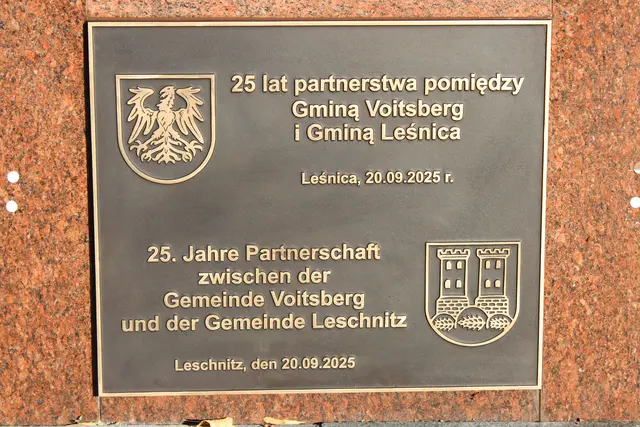 25 lat partnerstwa pomiędzy
Gminą Voitsberg
i Gminą Leśnica
Leśnica, 20.09.2025 r.
25. Jahre Partnerschaft
zwischen der
Gemeinde Voitsberg
und der Gemeinde Leschnitz
Leschnitz, den 20.09.2025